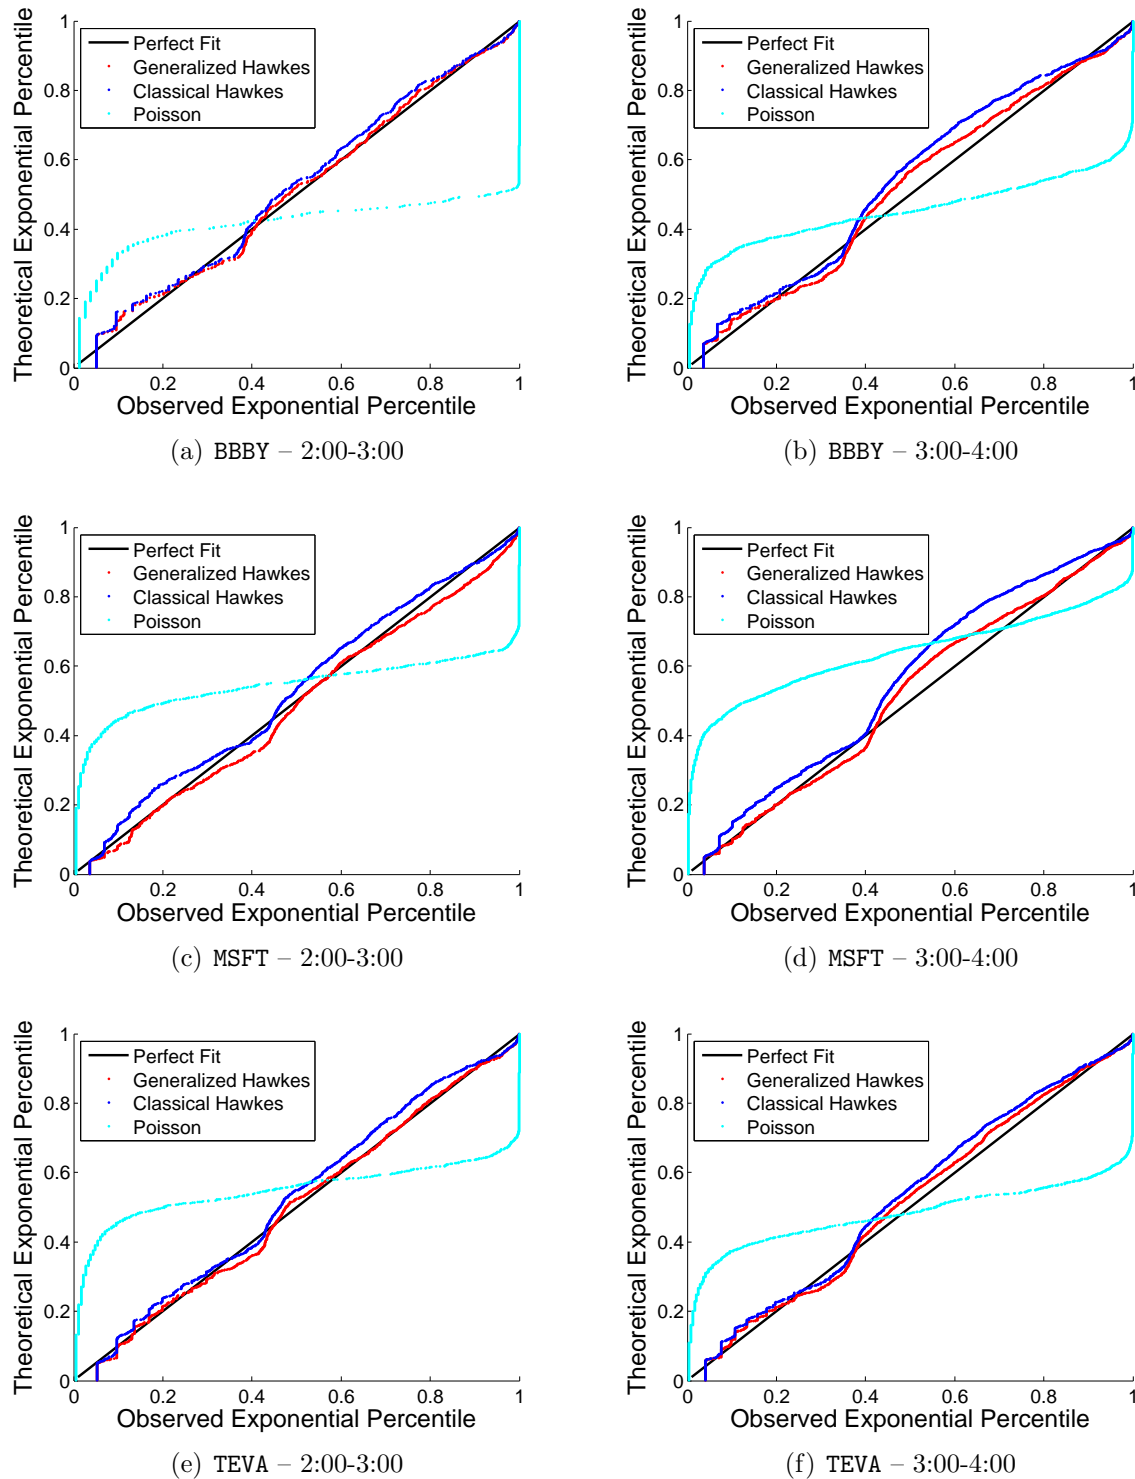 Theoretical Exponential Percentile
1
0.8
0.6
0.4
0.2
0
Perfect Fit
Generalized Hawkes
Classical Hawkes
Poisson
0 0.2 0.4 0.6 0.8 1
Observed Exponential Percentile
(a) BBBY – 2:00-3:00
Theoretical Exponential Percentile
1
0.8
0.6
0.4
0.2
0
Perfect Fit
Generalized Hawkes
Classical Hawkes
Poisson
0 0.2 0.4 0.6 0.8 1
Observed Exponential Percentile
(b) BBBY – 3:00-4:00
Theoretical Exponential Percentile
1
0.8
0.6
0.4
0.2
0
Perfect Fit
Generalized Hawkes
Classical Hawkes
Poisson
0 0.2 0.4 0.6 0.8 1
Observed Exponential Percentile
(c) MSFT – 2:00-3:00
Theoretical Exponential Percentile
1
0.8
0.6
0.4
0.2
0
Perfect Fit
Generalized Hawkes
Classical Hawkes
Poisson
0 0.2 0.4 0.6 0.8 1
Observed Exponential Percentile
(d) MSFT – 3:00-4:00
Theoretical Exponential Percentile
1
0.8
0.6
0.4
0.2
0
Perfect Fit
Generalized Hawkes
Classical Hawkes
Poisson
0 0.2 0.4 0.6 0.8 1
Observed Exponential Percentile
(e) TEVA – 2:00-3:00
Theoretical Exponential Percentile
1
0.8
0.6
0.4
0.2
0
Perfect Fit
Generalized Hawkes
Classical Hawkes
Poisson
0 0.2 0.4 0.6 0.8 1
Observed Exponential Percentile
(f) TEVA – 3:00-4:00